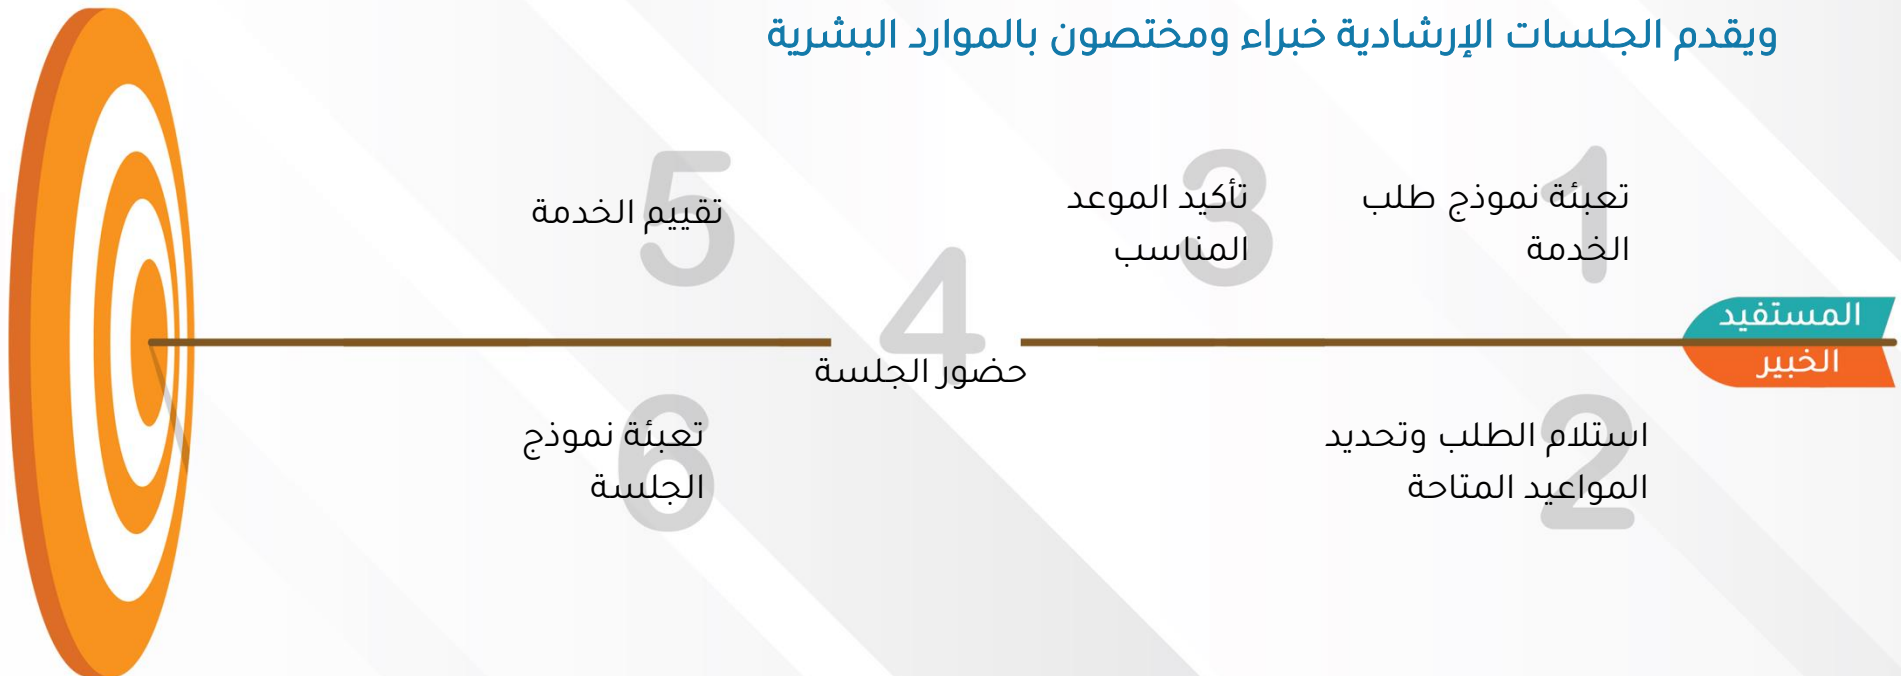 ويقدم الجلسات الإرشادية خبراء ومختصون بالموارد البشرية
المستفيد
الخبير
1
تعبئة نموذج طلب
الخدمة
2
استلام الطلب وتحديد
المواعيد المتاحة
3
تأكيد الموعد
المناسب
4
حضور الجلسة
5
تقييم الخدمة
6
تعبئة نموذج
الجلسة